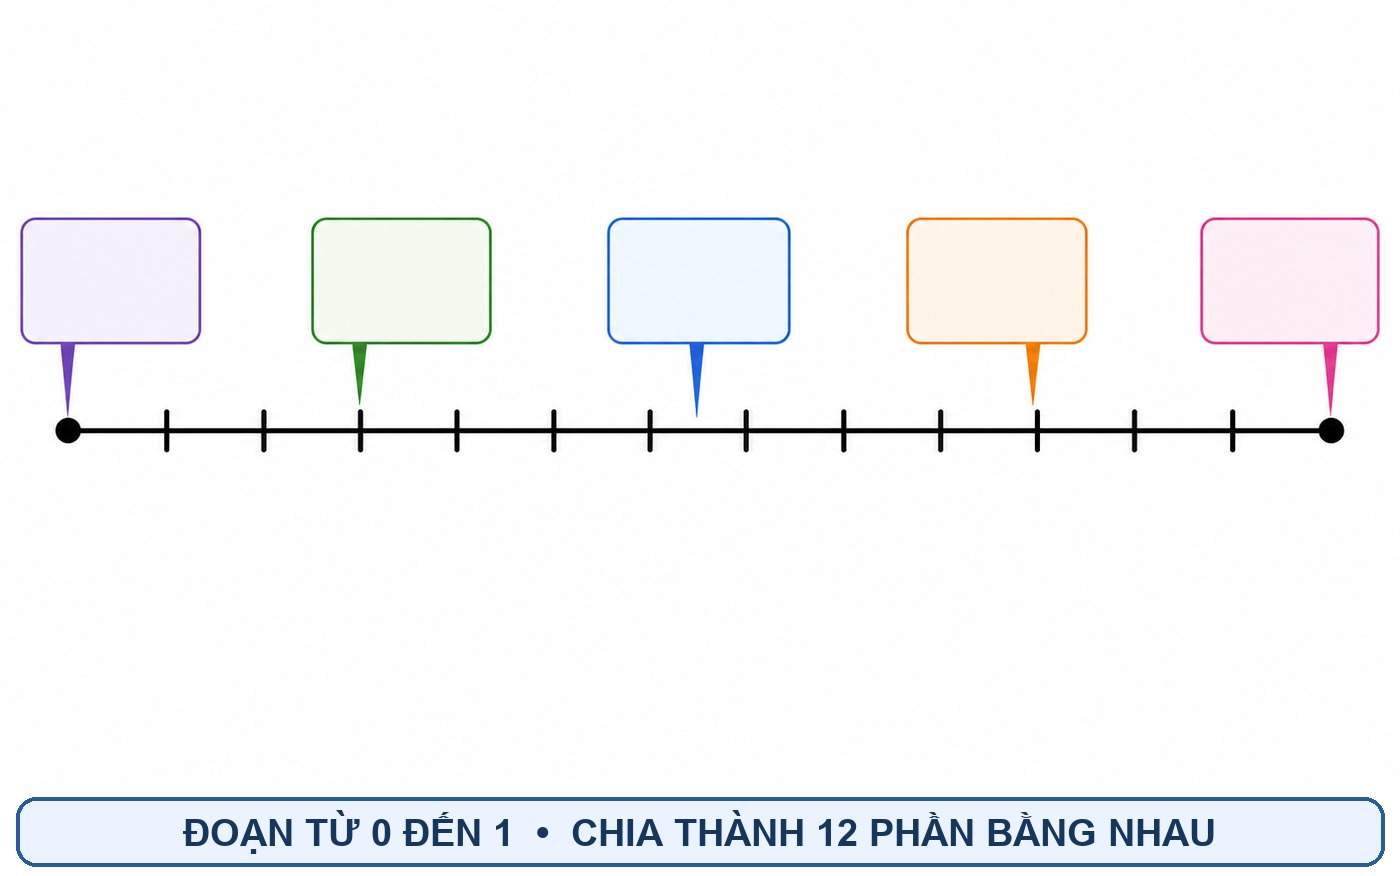 ĐOẠN TỪ 0 ĐẾN 1 • CHIA THÀNH 12 PHẦN BẰNG NHAU